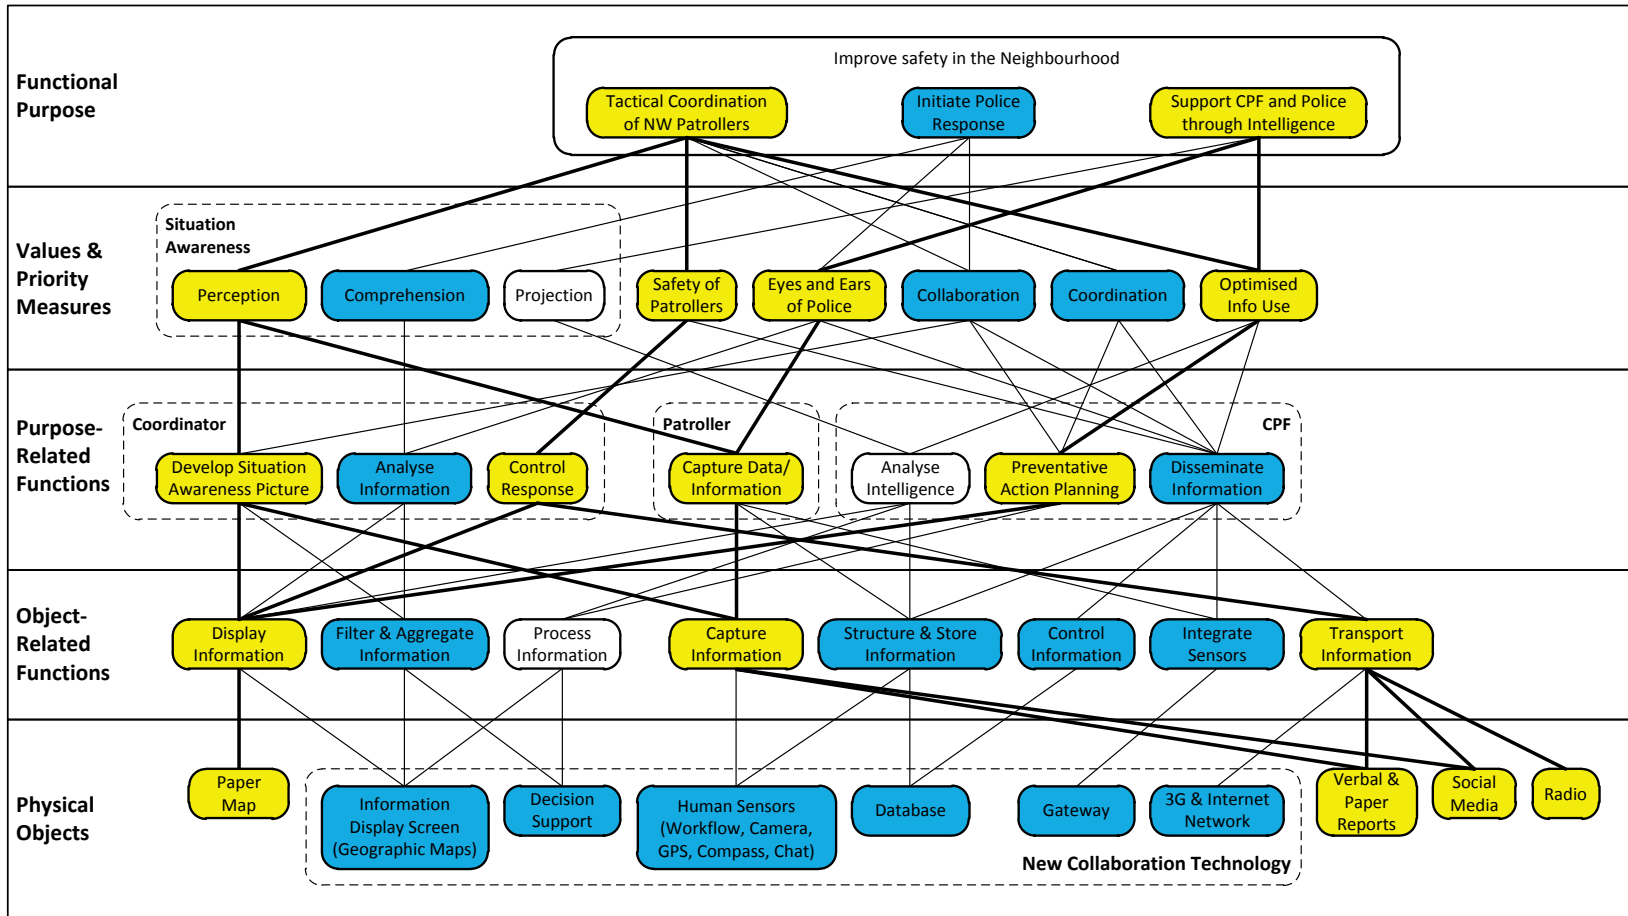 Functional
Purpose
Improve safety in the Neighbourhood
Tactical Coordination
of NW Patrollers
Initiate Police
Response
Support CPF and Police
through Intelligence
Values &
Priority
Measures
Situation
Awareness
Perception
Comprehension
Projection
Safety of
Patrollers
Eyes and Ears
of Police
Collaboration
Coordination
Optimised
Info Use
Purpose-
Related
Functions
Coordinator
Patroller
CPF
Develop Situation
Awareness Picture
Analyse
Information
Control
Response
Capture Data/
Information
Analyse
Intelligence
Preventative
Action Planning
Disseminate
Information
Object-
Related
Functions
Display
Information
Filter & Aggregate
Information
Process
Information
Capture
Information
Structure & Store
Information
Control
Information
Integrate
Sensors
Transport
Information
Physical
Objects
Paper
Map
Information
Display Screen
(Geographic Maps)
Decision
Support
Human Sensors
(Workflow, Camera,
GPS, Compass, Chat)
Database
Gateway
3G & Internet
Network
Verbal &
Paper
Reports
Social
Media
Radio
New Collaboration Technology